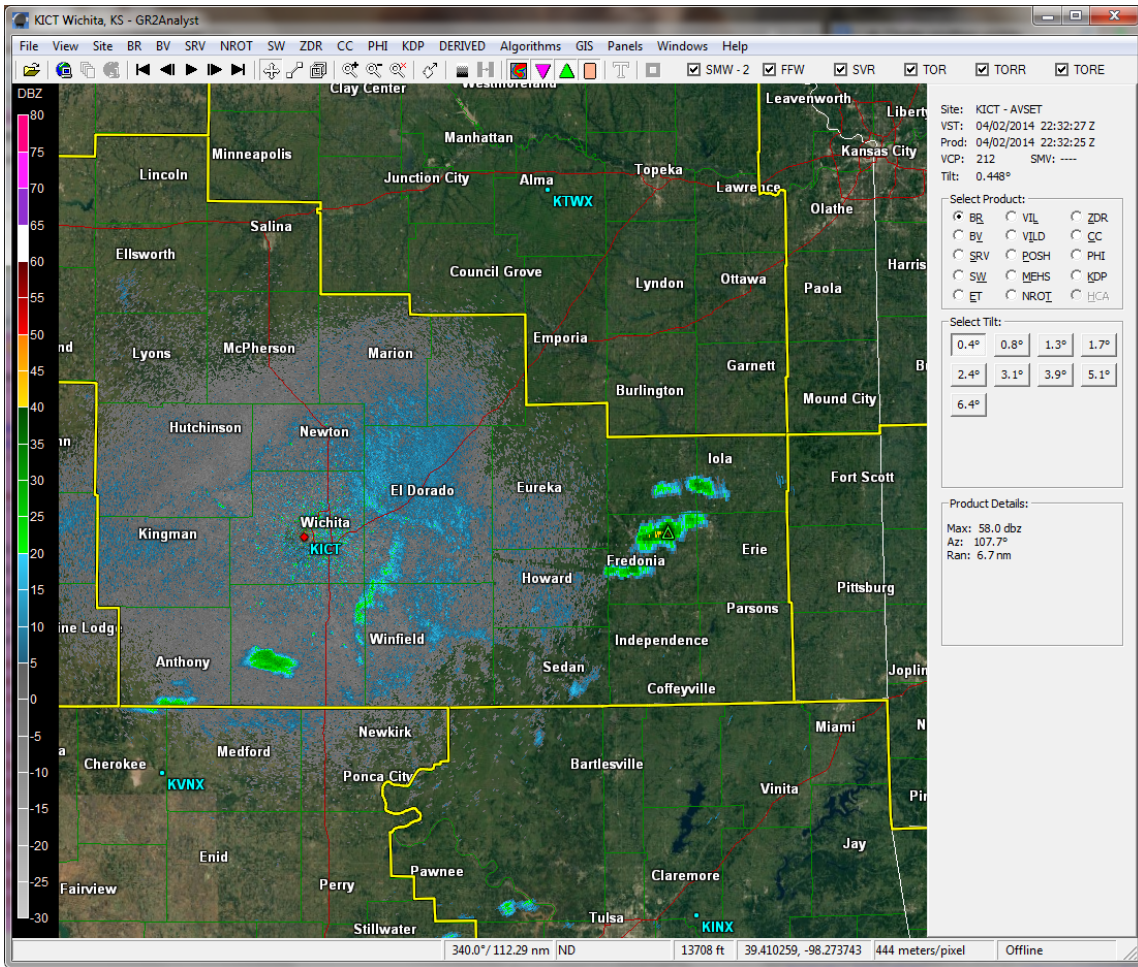 KICT Wichita, KS - GR2Analyst
File View Site BR BV SRV NROT SW ZDR CC PHI KDP DERIVED Algorithms GIS Panels Windows Help
SMW - 2 FFW SVR TOR TORR TORE
DBZ
80
75
70
65
60
55
50
45
40
35
30
25
20
15
10
5
0
-5
-10
-15
-20
-25
-30
Clay Center
Leavenworth
Liberty
Manhattan
Minneapolis
Kansas City
Lincoln
Junction City
Alma
KTWX
Topeka
Lawrence
Olathe
Salina
Ellsworth
Council Grove
Lyndon
Ottawa
Paola
Harris
Lyons
McPherson
Marion
Emporia
Garnett
Burlington
Mound City
Hutchinson
Newton
Iola
Fort Scott
El Dorado
Eureka
Wichita
KICT
Kingman
Fredonia
Erie
Howard
Pittsburg
Parsons
ine Lodge
Winfield
Independence
Anthony
Sedan
Coffeyville
Joplin
Newkirk
Miami
Medford
Cherokee
KVNX
Ponca City
Bartlesville
Vinita
Enid
Jay
Fairview
Perry
Pawnee
Claremore
Tulsa
KINX
Stillwater
Site: KICT - AVSET
VST: 04/02/2014 22:32:27 Z
Prod: 04/02/2014 22:32:25 Z
VCP: 212 SMV: ----
Tilt: 0.448°
Select Product:
BR VIL ZDR
BV VILD CC
SRV POSH PHI
SW MEHS KDP
ET NROT HCA
Select Tilt:
0.4° 0.8° 1.3° 1.7°
2.4° 3.1° 3.9° 5.1°
6.4°
Product Details:
Max: 58.0 dbz
Az: 107.7°
Ran: 6.7 nm
340.0°/ 112.29 nm ND 13708 ft 39.410259, -98.273743 444 meters/pixel Offline